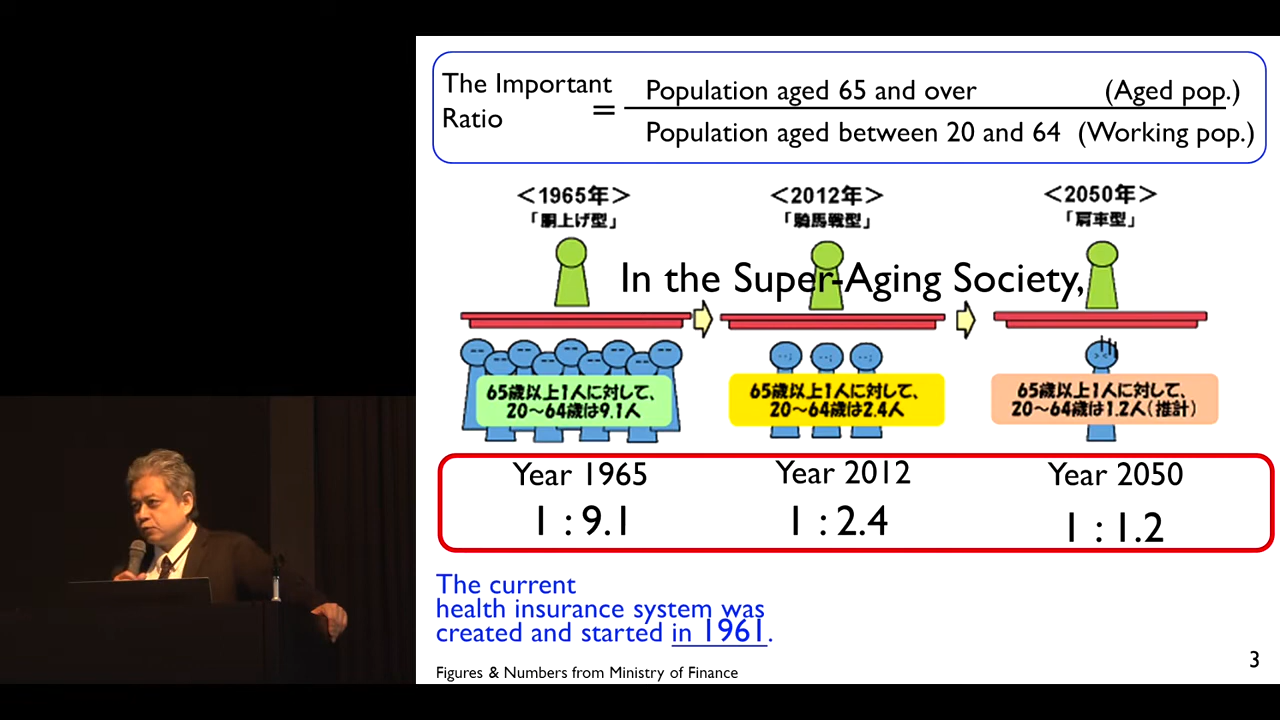 The Important
Ratio
=
Population aged 65 and over (Aged pop.)
Population aged between 20 and 64 (Working pop.)
＜1965年＞
「胴上げ型」
＜2012年＞
「騎馬戦型」
＜2050年＞
「肩車型」
In the Super-Aging Society,
65歳以上1人に対して、
20～64歳は9.1人
65歳以上1人に対して、
20～64歳は2.4人
65歳以上1人に対して、
20～64歳は1.2人(推計)
Year 1965
1 : 9.1
Year 2012
1 : 2.4
Year 2050
1 : 1.2
The current
health insurance system was
created and started in 1961.
Figures & Numbers from Ministry of Finance
3